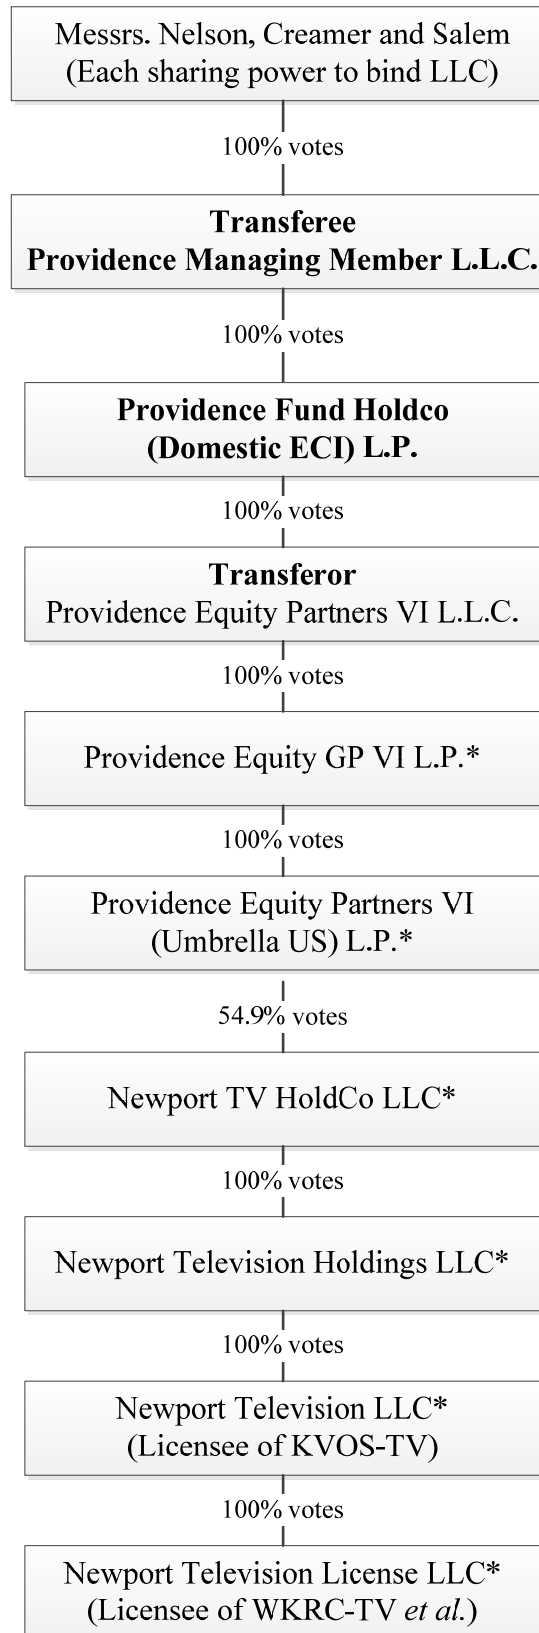 Messrs. Nelson, Creamer and Salem
(Each sharing power to bind LLC)
100% votes
Transferee
Providence Managing Member L.L.C.
100% votes
Providence Fund Holdco
(Domestic ECI) L.P.
100% votes
Transferor
Providence Equity Partners VI L.L.C.
100% votes
Providence Equity GP VI L.P.*
100% votes
Providence Equity Partners VI
(Umbrella US) L.P.*
54.9% votes
Newport TV HoldCo LLC*
100% votes
Newport Television Holdings LLC*
100% votes
Newport Television LLC*
(Licensee of KVOS-TV)
100% votes
Newport Television License LLC*
(Licensee of WKRC-TV et al.)